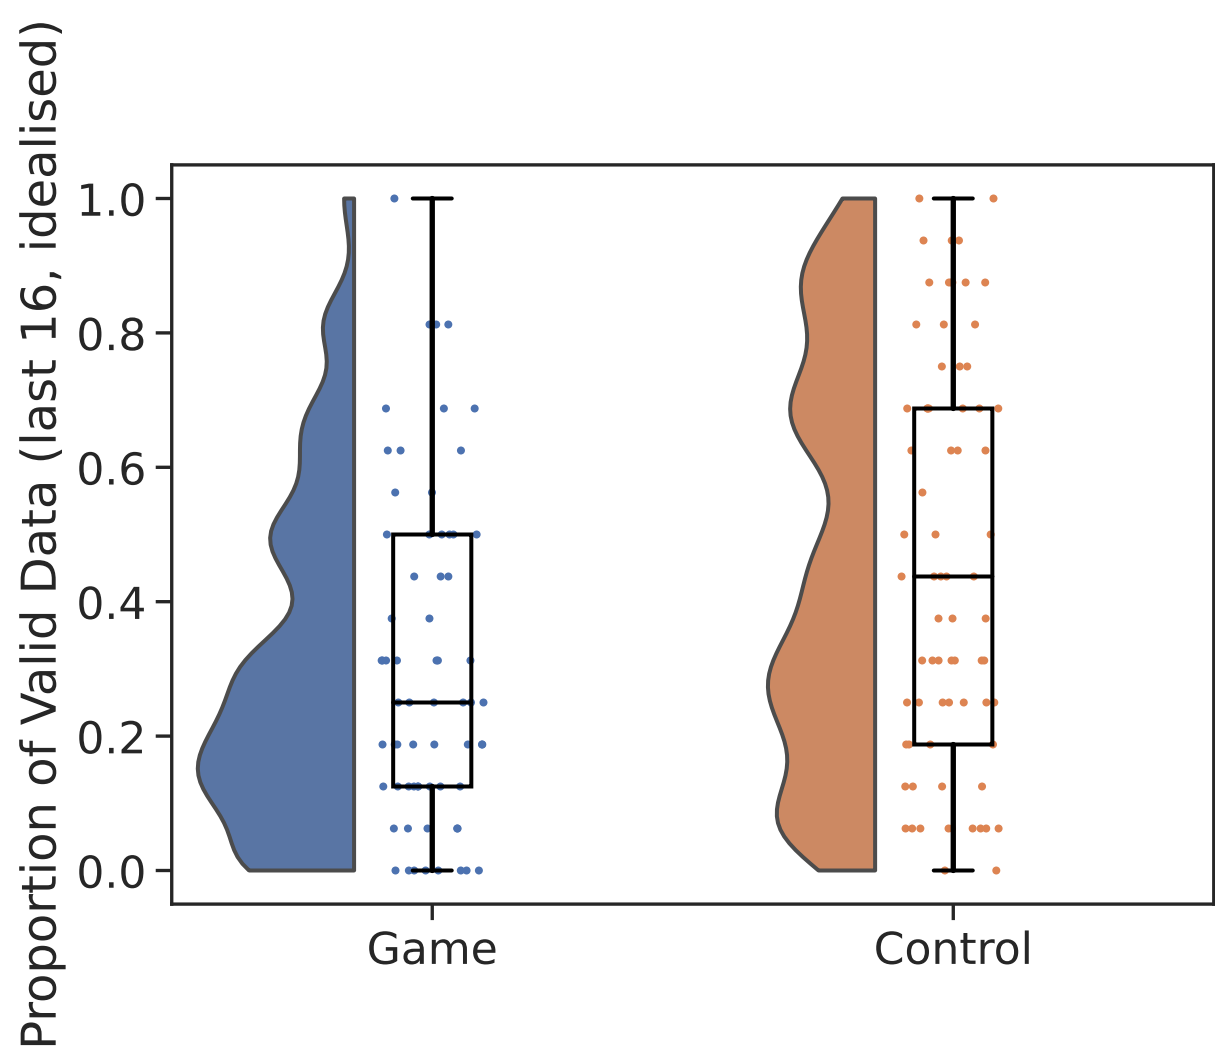 Proportion of Valid Data (last 16, idealised)
1.0
0.8
0.6
0.4
0.2
0.0
Game
Control